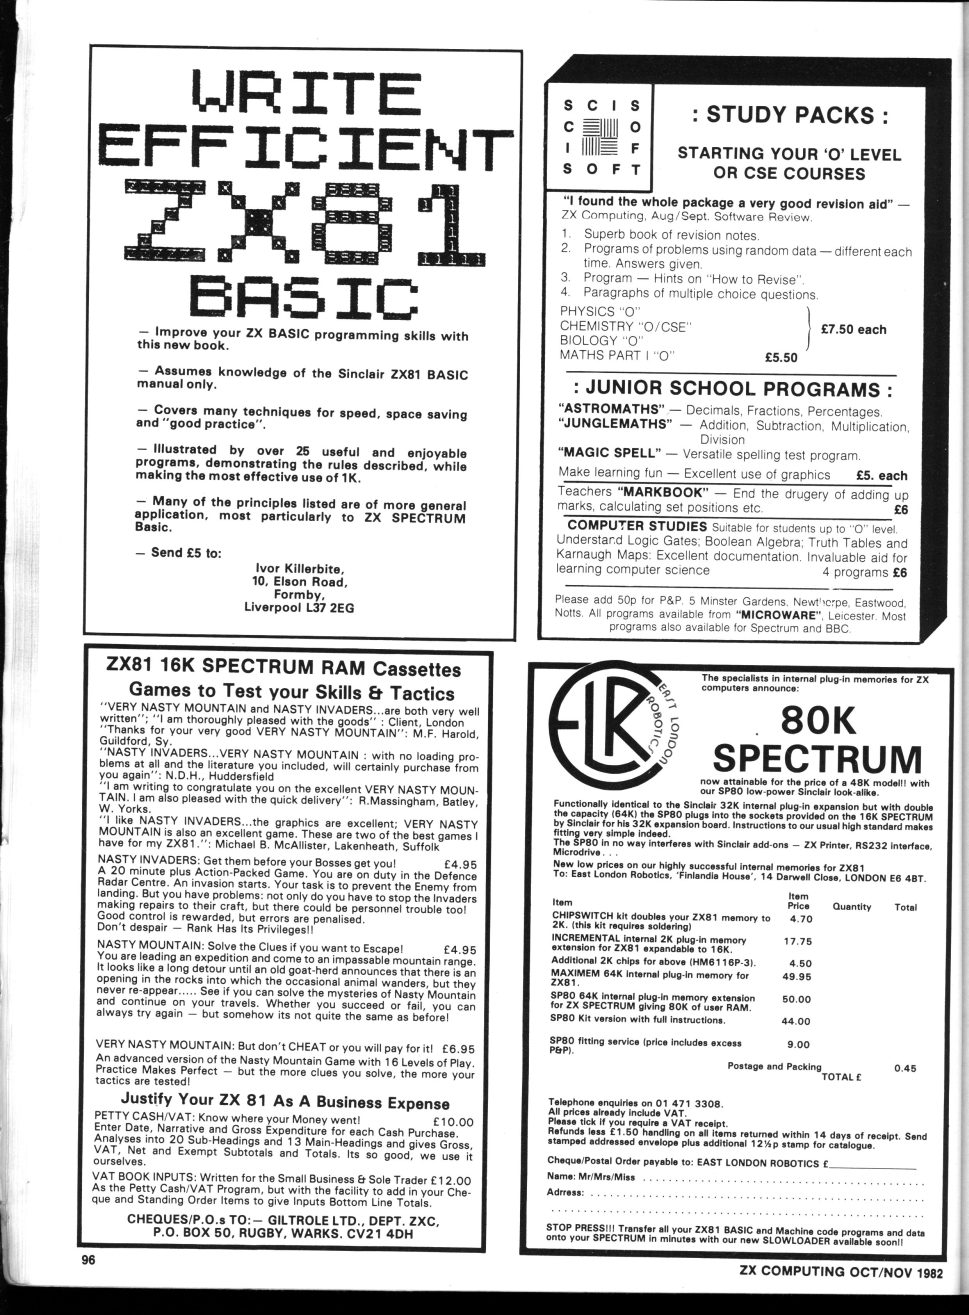 WRITE
EFFICIENT
ZX81
BASIC
— Improve your ZX BASIC programming skills with
this new book.
— Assumes knowledge of the Sinclair ZX81 BASIC
manual only.
— Covers many techniques for speed, space saving
and "good practice".
— Illustrated by over 25 useful and enjoyable
programs, demonstrating the rules described, while
making the most effective use of 1K.
— Many of the principles listed are of more general
application, most particularly to ZX SPECTRUM
Basic.
— Send £5 to:
Ivor Killerbite,
10, Elson Road,
Formby,
Liverpool L37 2EG
S C I S
C O
I F
S O F T
: STUDY PACKS :
STARTING YOUR 'O' LEVEL
OR CSE COURSES
"I found the whole package a very good revision aid" —
ZX Computing, Aug/Sept. Software Review.
1. Superb book of revision notes.
2. Programs of problems using random data — different each
time. Answers given.
3. Program — Hints on "How to Revise".
4. Paragraphs of multiple choice questions.
PHYSICS "O"
CHEMISTRY "O/CSE"
£7.50 each
BIOLOGY "O"
MATHS PART I "O" £5.50
: JUNIOR SCHOOL PROGRAMS :
"ASTROMATHS" — Decimals, Fractions, Percentages.
"JUNGLEMATHS" — Addition, Subtraction, Multiplication,
Division
"MAGIC SPELL" — Versatile spelling test program.
Make learning fun — Excellent use of graphics £5. each
Teachers "MARKBOOK" — End the drugery of adding up
marks, calculating set positions etc. £6
COMPUTER STUDIES Suitable for students up to "O" level.
Understand Logic Gates; Boolean Algebra; Truth Tables and
Karnaugh Maps: Excellent documentation. Invaluable aid for
learning computer science 4 programs £6
Please add 50p for P&P. 5 Minster Gardens, Newthorpe, Eastwood,
Notts. All programs available from "MICROWARE", Leicester. Most
programs also available for Spectrum and BBC.
ZX81 16K SPECTRUM RAM Cassettes
Games to Test your Skills & Tactics
"VERY NASTY MOUNTAIN and NASTY INVADERS...are both very well
written"; "I am thoroughly pleased with the goods" : Client, London
"Thanks for your very good VERY NASTY MOUNTAIN": M.F. Harold,
Guildford, Sy.
"NASTY INVADERS...VERY NASTY MOUNTAIN : with no loading pro-
blems at all and the literature you included, will certainly purchase from
you again": N.D.H., Huddersfield
"I am writing to congratulate you on the excellent VERY NASTY MOUN-
TAIN. I am also pleased with the quick delivery": R.Massingham, Batley,
W. Yorks.
"I like NASTY INVADERS...the graphics are excellent; VERY NASTY
MOUNTAIN is also an excellent game. These are two of the best games I
have for my ZX81.": Michael B. McAllister, Lakenheath, Suffolk
NASTY INVADERS: Get them before your Bosses get you! £4.95
A 20 minute plus Action-Packed Game. You are on duty in the Defence
Radar Centre. An invasion starts. Your task is to prevent the Enemy from
landing. But you have problems: not only do you have to stop the Invaders
making repairs to their craft, but there could be personnel trouble too!
Good control is rewarded, but errors are penalised.
Don't despair — Rank Has Its Privileges!!
NASTY MOUNTAIN: Solve the Clues if you want to Escape! £4.95
You are leading an expedition and come to an impassable mountain range.
It looks like a long detour until an old goat-herd announces that there is an
opening in the rocks into which the occasional animal wanders, but they
never re-appear..... See if you can solve the mysteries of Nasty Mountain
and continue on your travels. Whether you succeed or fail, you can
always try again — but somehow its not quite the same as before!
VERY NASTY MOUNTAIN: But don't CHEAT or you will pay for it! £6.95
An advanced version of the Nasty Mountain Game with 16 Levels of Play.
Practice Makes Perfect — but the more clues you solve, the more your
tactics are tested!
Justify Your ZX 81 As A Business Expense
PETTY CASH/VAT: Know where your Money went! £10.00
Enter Date, Narrative and Gross Expenditure for each Cash Purchase.
Analyses into 20 Sub-Headings and 13 Main-Headings and gives Gross,
VAT, Net and Exempt Subtotals and Totals. Its so good, we use it
ourselves.
VAT BOOK INPUTS: Written for the Small Business & Sole Trader £12.00
As the Petty Cash/VAT Program, but with the facility to add in your Che-
que and Standing Order Items to give Inputs Bottom Line Totals.
CHEQUES/P.O.s TO:— GILTROLE LTD., DEPT. ZXC,
P.O. BOX 50, RUGBY, WARKS. CV21 4DH
ELR
EAST LONDON
ROBOTICS
The specialists in internal plug-in memories for ZX
computers announce:
80K
SPECTRUM
now attainable for the price of a 48K model!! with
our SP80 low-power Sinclair look-alike.
Functionally identical to the Sinclair 32K internal plug-in expansion but with double
the capacity (64K) the SP80 plugs into the sockets provided on the 16K SPECTRUM
by Sinclair for his 32K expansion board. Instructions to our usual high standard makes
fitting very simple indeed.
The SP80 in no way interferes with Sinclair add-ons — ZX Printer, RS232 interface,
Microdrive . . .
New low prices on our highly successful internal memories for ZX81
To: East London Robotics, 'Finlandia House', 14 Darwell Close, LONDON E6 4BT.
Item Item Price Quantity Total
CHIPSWITCH kit doubles your ZX81 memory to 4.70
2K. (this kit requires soldering)
INCREMENTAL internal 2K plug-in memory 17.75
extension for ZX81 expandable to 16K.
Additional 2K chips for above (HM6116P-3). 4.50
MAXIMEM 64K internal plug-in memory for 49.95
ZX81.
SP80 64K internal plug-in memory extension 50.00
for ZX SPECTRUM giving 80K of user RAM.
SP80 Kit version with full instructions. 44.00
SP80 fitting service (price includes excess 9.00
P&P).
Postage and Packing 0.45
TOTAL £
Telephone enquiries on 01 471 3308.
All prices already include VAT.
Please tick if you require a VAT receipt.
Refunds less £1.50 handling on all items returned within 14 days of receipt. Send
stamped addressed envelope plus additional 12½p stamp for catalogue.
Cheque/Postal Order payable to: EAST LONDON ROBOTICS £
Name: Mr/Mrs/Miss
Adrress:
STOP PRESS!!! Transfer all your ZX81 BASIC and Machine code programs and data
onto your SPECTRUM in minutes with our new SLOWLOADER available soon!!
96
ZX COMPUTING OCT/NOV 1982